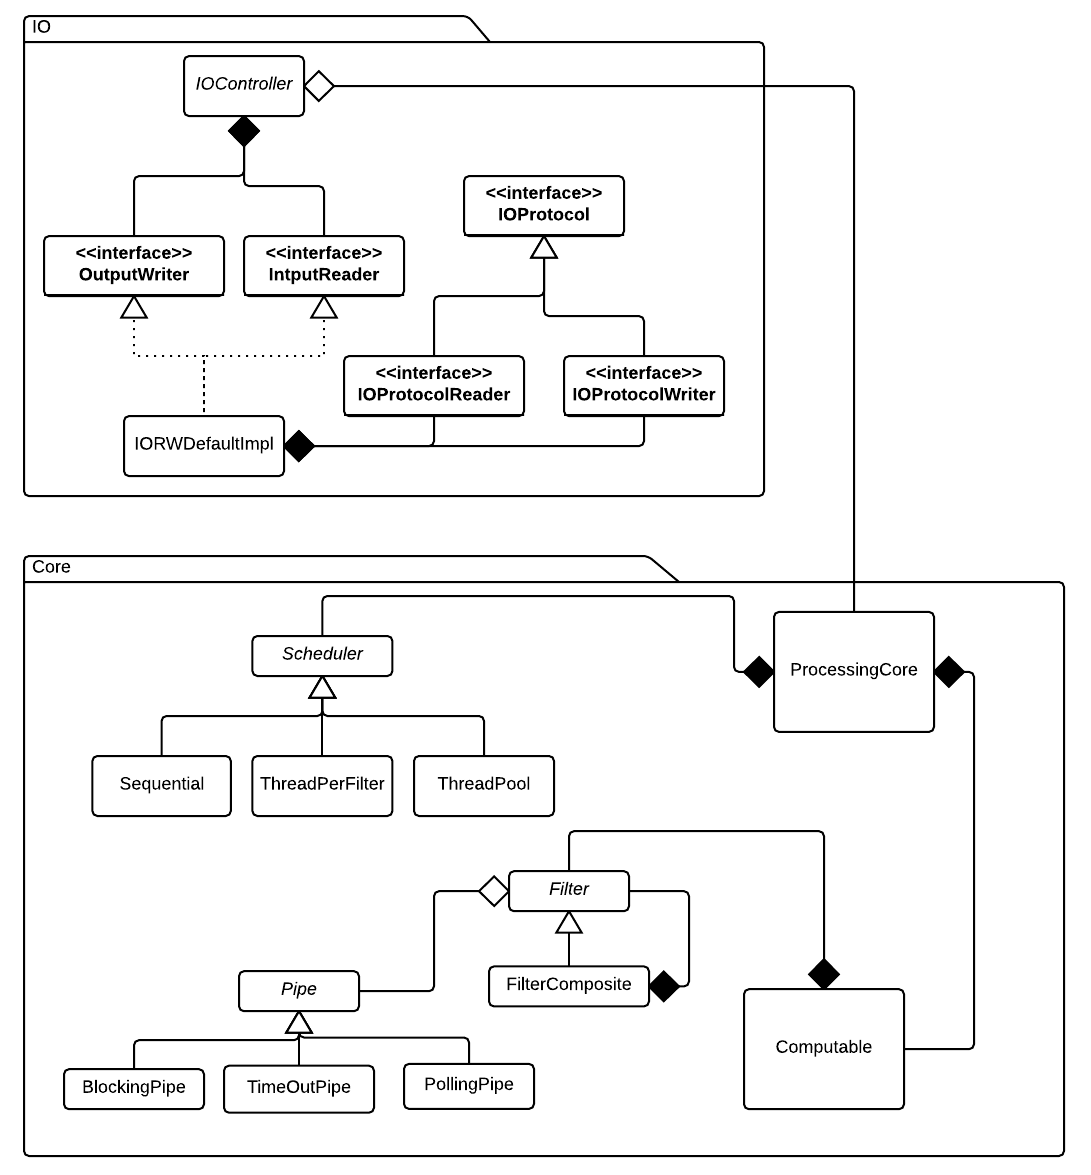 IO
IOController
<<interface>>
IOProtocol
<<interface>>
OutputWriter
<<interface>>
IntputReader
<<interface>>
IOProtocolReader
<<interface>>
IOProtocolWriter
IORWDefaultImpl
Core
Scheduler
ProcessingCore
Sequential
ThreadPerFilter
ThreadPool
Filter
Pipe
FilterComposite
Computable
BlockingPipe
TimeOutPipe
PollingPipe